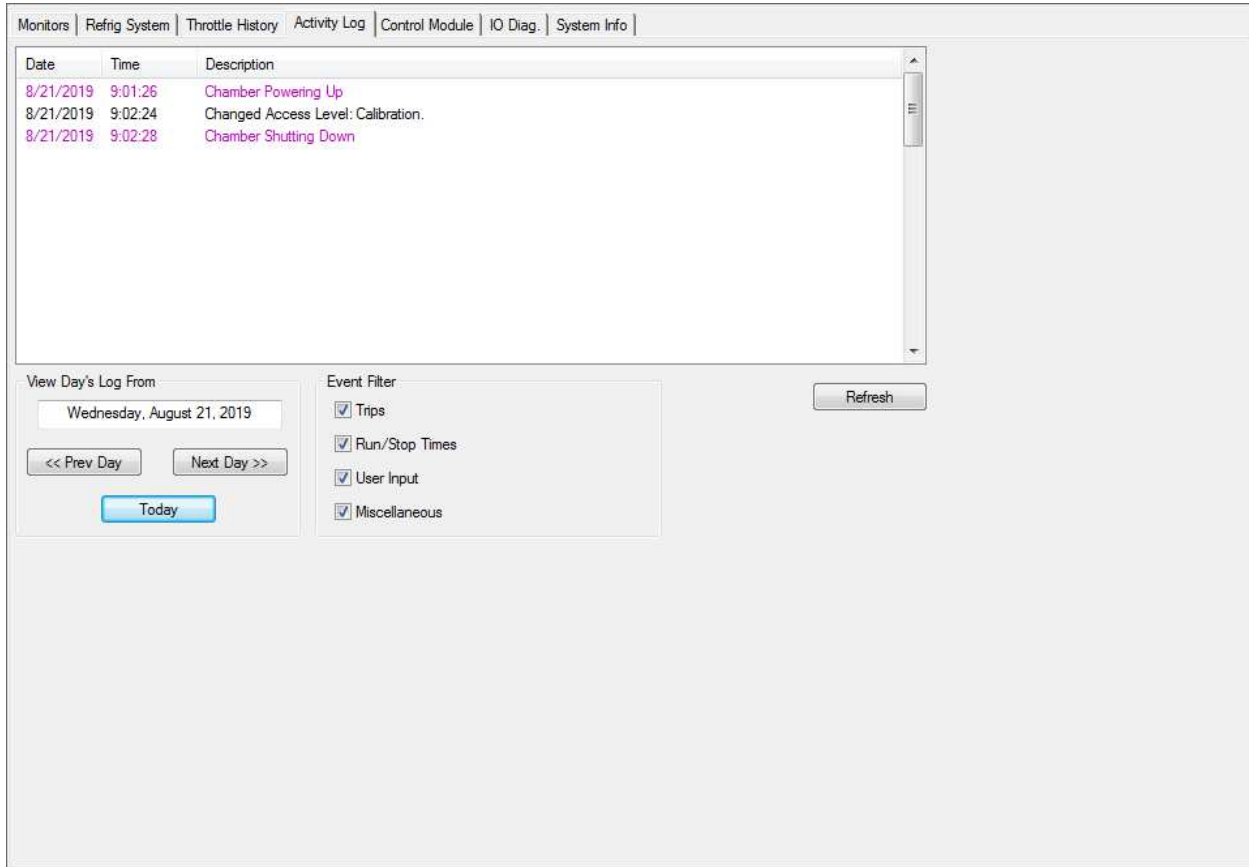 Monitors Refrig System Throttle History Activity Log Control Module IO Diag. System Info
Date Time Description
8/21/2019 9:01:26 Chamber Powering Up
8/21/2019 9:02:24 Changed Access Level: Calibration.
8/21/2019 9:02:28 Chamber Shutting Down
View Day's Log From
Wednesday, August 21, 2019
<< Prev Day Next Day >>
Today
Event Filter
Trips
Run/Stop Times
User Input
Miscellaneous
Refresh